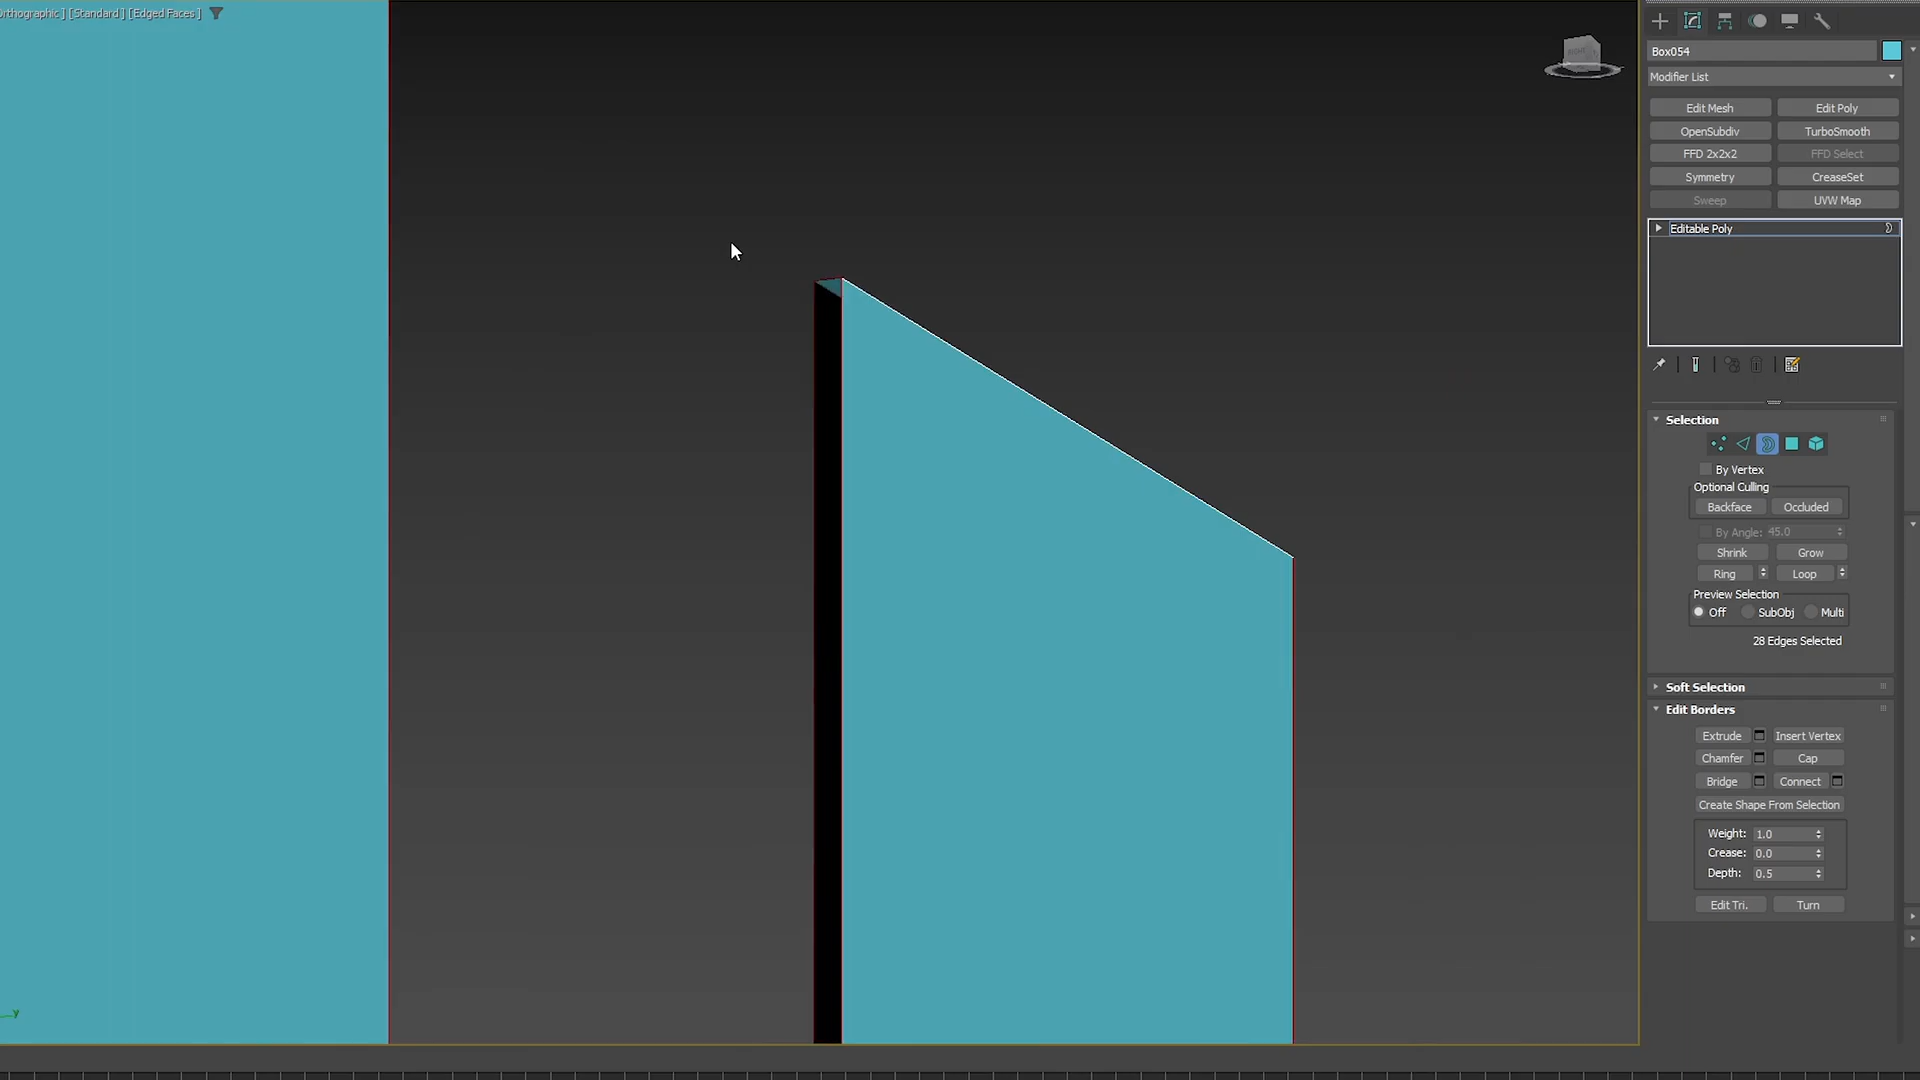 rthographic ] [Standard ] [Edged Faces ]
Box054
Modifier List
Edit Mesh
Edit Poly
OpenSubdiv
TurboSmooth
FFD 2x2x2
FFD Select
Symmetry
CreaseSet
Sweep
UVW Map
Editable Poly
Selection
By Vertex
Optional Culling
Backface
Occluded
By Angle: 45.0
Shrink
Grow
Ring
Loop
Preview Selection
Off
SubObj
Multi
28 Edges Selected
Soft Selection
Edit Borders
Extrude
Insert Vertex
Chamfer
Cap
Bridge
Connect
Create Shape From Selection
Weight: 1.0
Crease: 0.0
Depth: 0.5
Edit Tri.
Turn
y